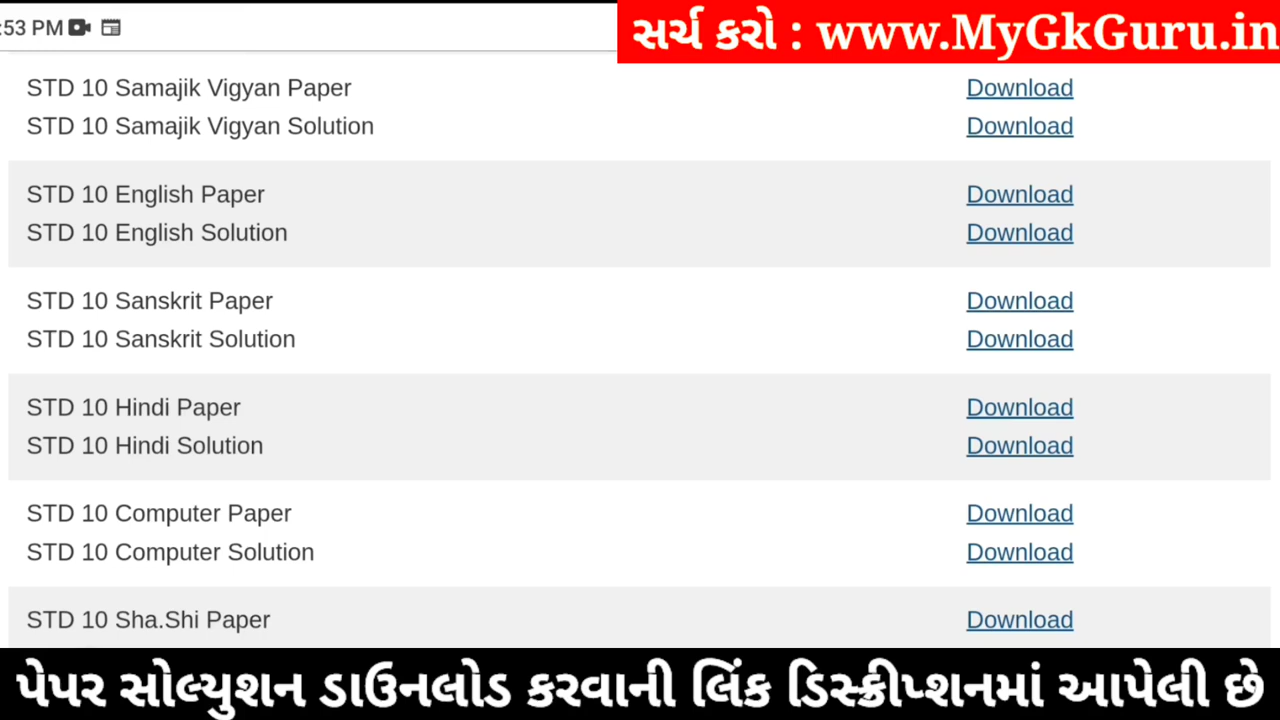 :53 PM
સર્ચ કરો : www.MyGkGuru.in
STD 10 Samajik Vigyan Paper Download
STD 10 Samajik Vigyan Solution Download
STD 10 English Paper Download
STD 10 English Solution Download
STD 10 Sanskrit Paper Download
STD 10 Sanskrit Solution Download
STD 10 Hindi Paper Download
STD 10 Hindi Solution Download
STD 10 Computer Paper Download
STD 10 Computer Solution Download
STD 10 Sha.Shi Paper Download
પેપર સોલ્યુશન ડાઉનલોડ કરવાની લિંક ડિસ્ક્રીપ્શનમાં આપેલી છે